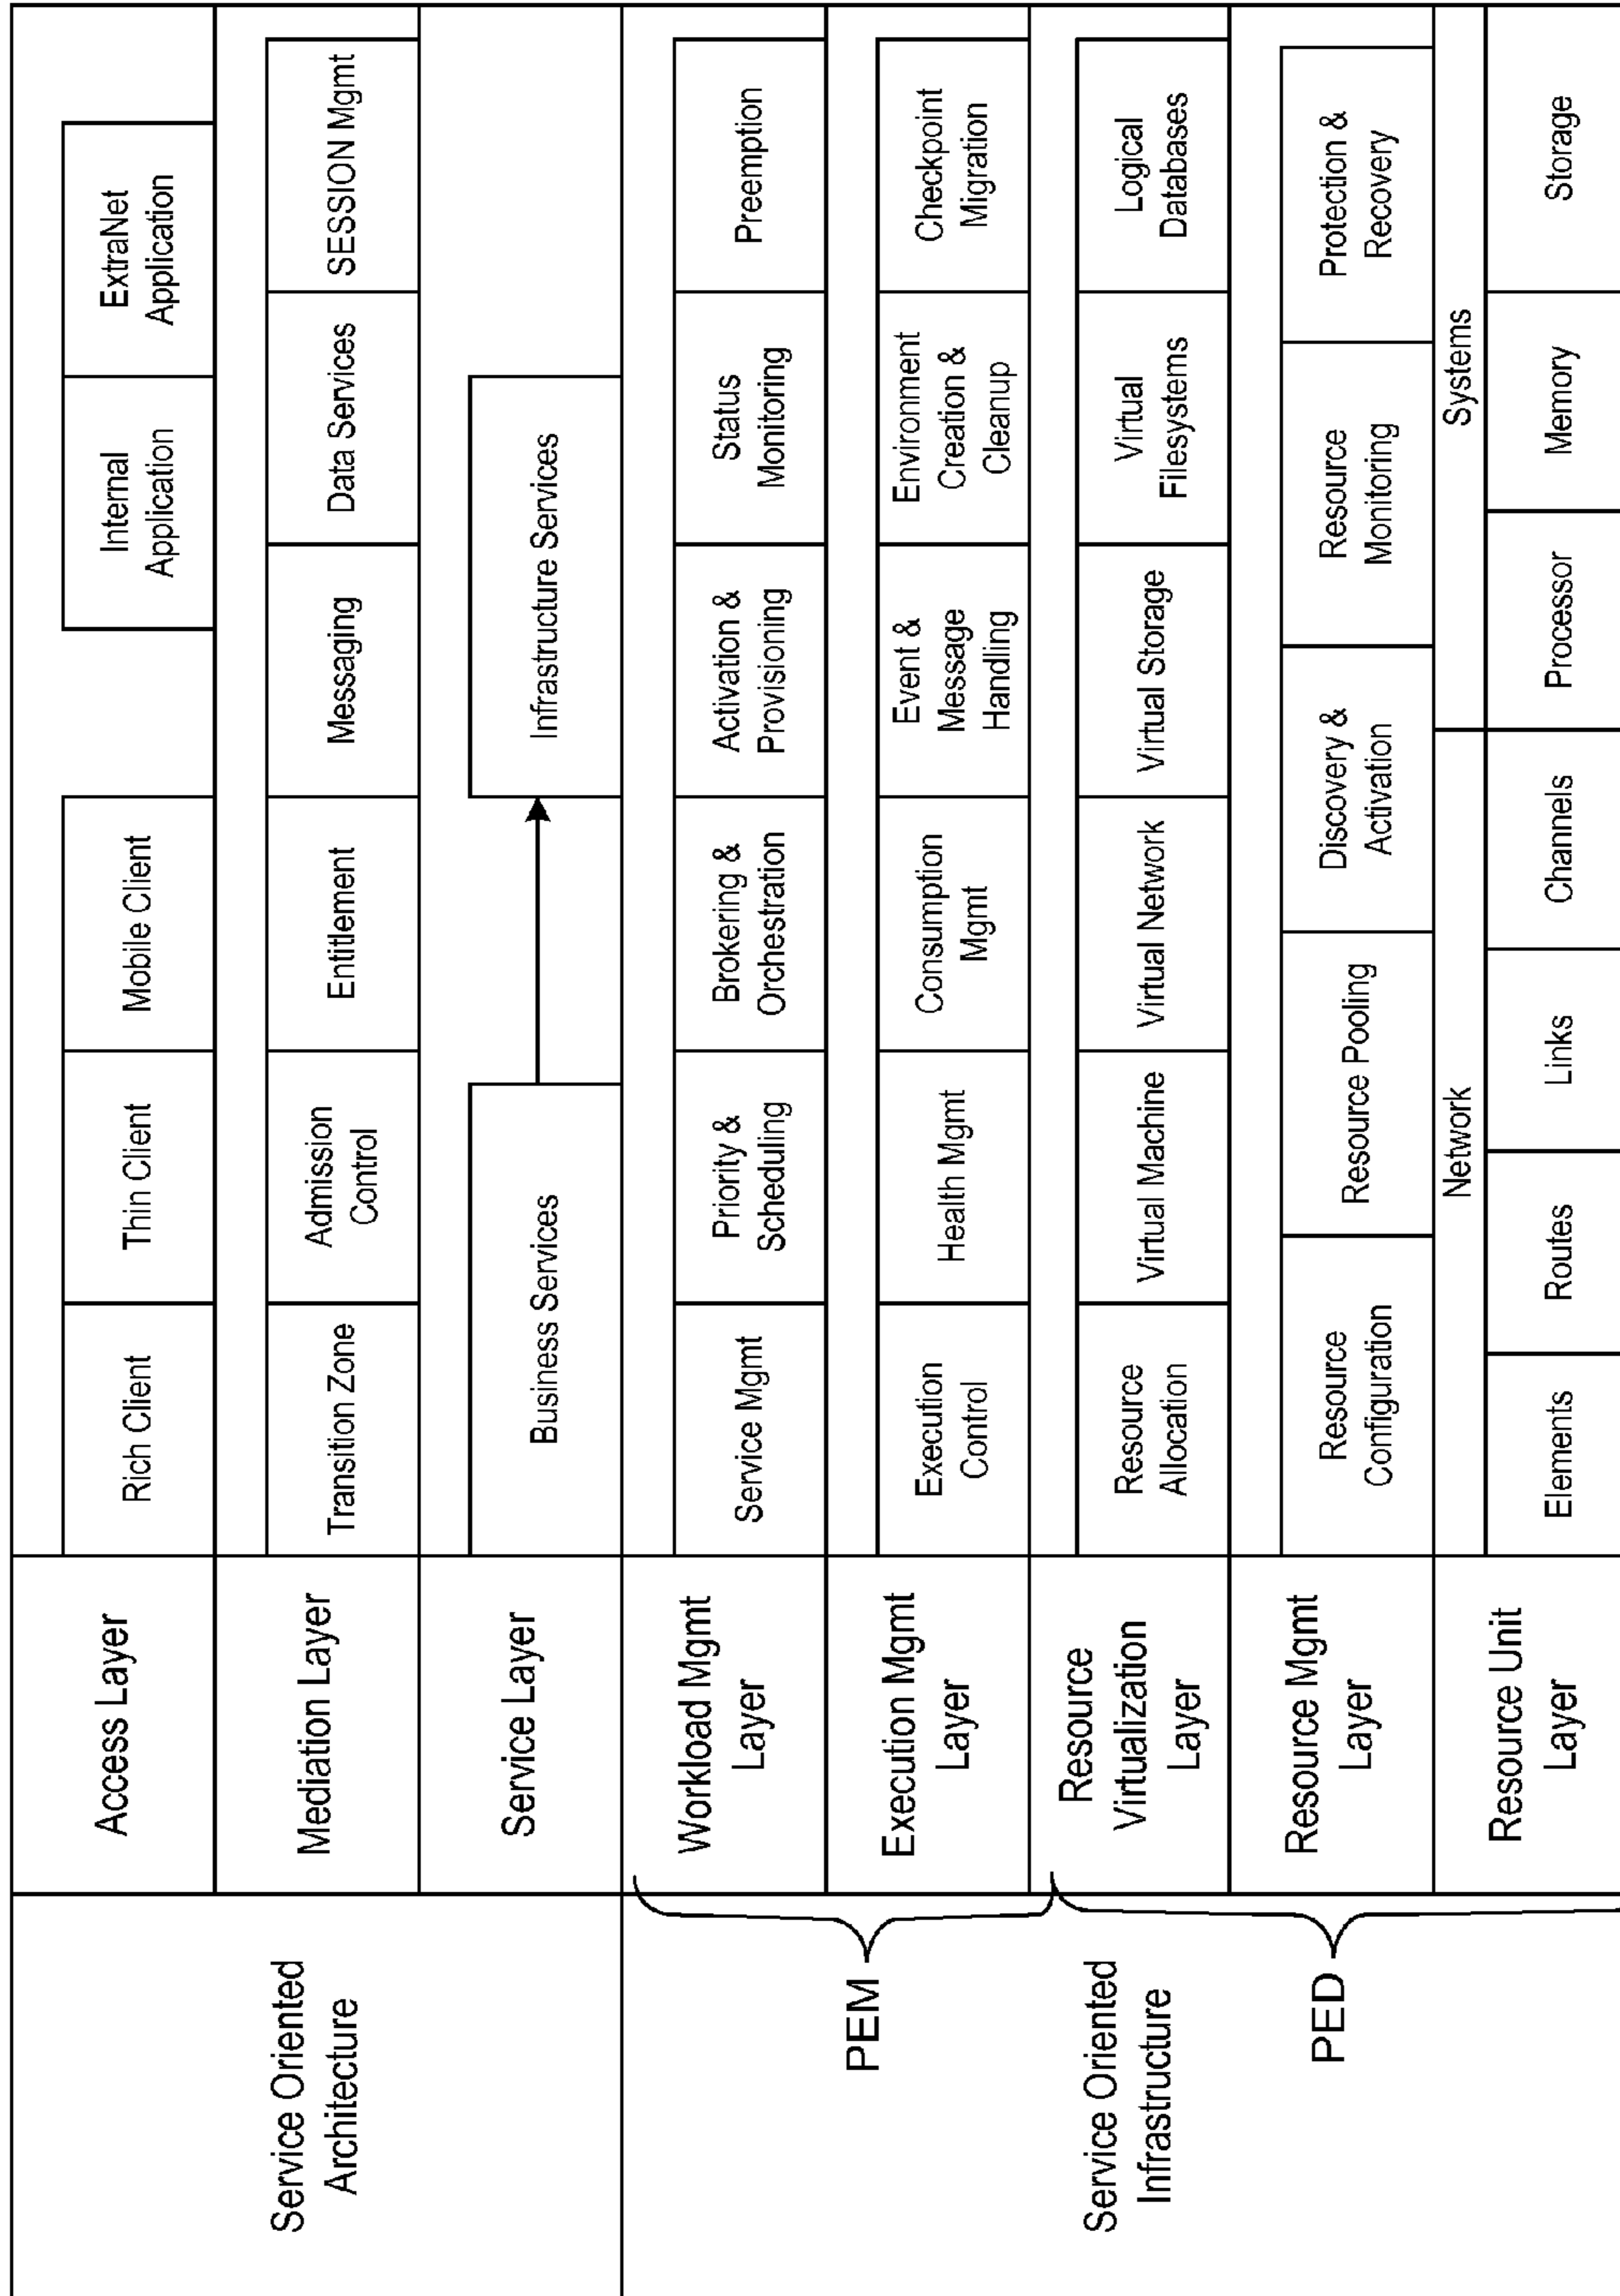 Service Oriented
Architecture
Access Layer
Rich Client
Thin Client
Mobile Client
Internal
Application
ExtraNet
Application
Mediation Layer
Transition Zone
Admission
Control
Entitlement
Messaging
Data Services
SESSION Mgmt
Service Layer
Business Services
Infrastructure Services
Service Oriented
Infrastructure
PEM
PED
Workload Mgmt
Layer
Service Mgmt
Priority &
Scheduling
Brokering &
Orchestration
Activation &
Provisioning
Status
Monitoring
Preemption
Execution Mgmt
Layer
Execution
Control
Health Mgmt
Consumption
Mgmt
Event &
Message
Handling
Environment
Creation &
Cleanup
Checkpoint
Migration
Resource
Virtualization
Layer
Resource
Allocation
Virtual Machine
Virtual Network
Virtual Storage
Virtual
Filesystems
Logical
Databases
Resource Mgmt
Layer
Resource
Configuration
Resource Pooling
Discovery &
Activation
Resource
Monitoring
Protection &
Recovery
Resource Unit
Layer
Network
Systems
Elements
Routes
Links
Channels
Processor
Memory
Storage